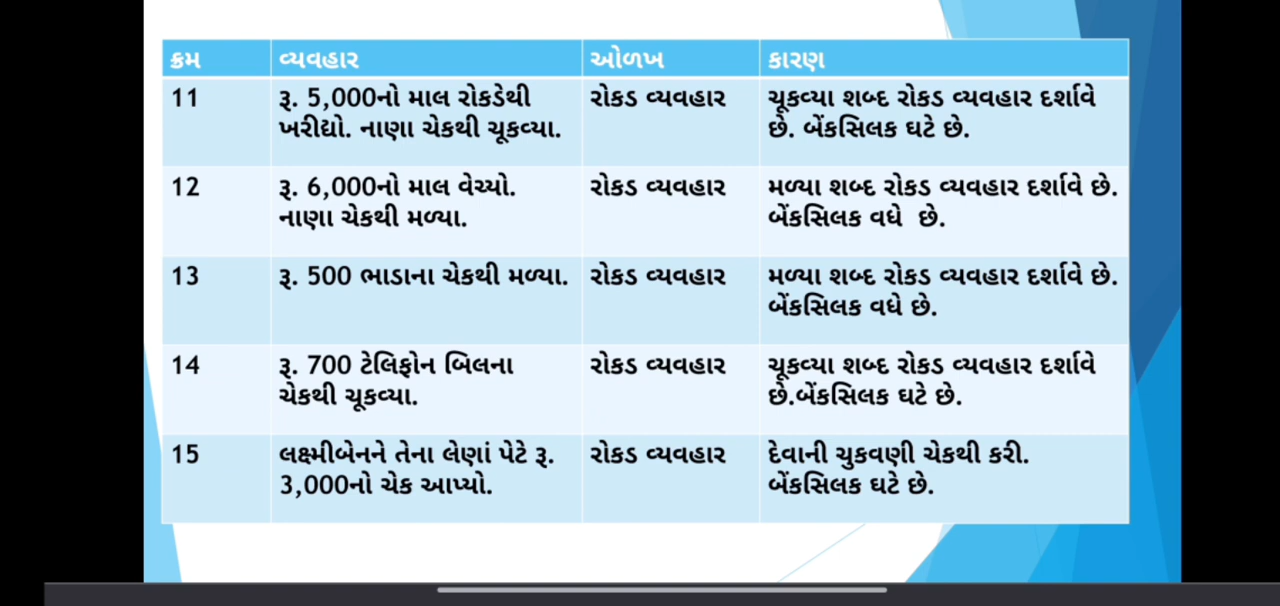 ક્રમ વ્યવહાર ઓળખ કારણ
11 રૂ. 5,000નો માલ રોકડેથી રોકડ વ્યવહાર ચૂકવ્યા શબ્દ રોકડ વ્યવહાર દર્શાવે
ખરીદ્યો. નાણા ચેકથી ચૂકવ્યા. છે. બેંકસિલક ઘટે છે.
12 રૂ. 6,000નો માલ વેચ્યો. રોકડ વ્યવહાર મળ્યા શબ્દ રોકડ વ્યવહાર દર્શાવે છે.
નાણા ચેકથી મળ્યા. બેંકસિલક વધે છે.
13 રૂ. 500 ભાડાના ચેકથી મળ્યા. રોકડ વ્યવહાર મળ્યા શબ્દ રોકડ વ્યવહાર દર્શાવે છે.
બેંકસિલક વધે છે.
14 રૂ. 700 ટેલિફોન બિલના રોકડ વ્યવહાર ચૂકવ્યા શબ્દ રોકડ વ્યવહાર દર્શાવે
ચેકથી ચૂકવ્યા. છે.બેંકસિલક ઘટે છે.
15 લક્ષ્મીબેનને તેના લેણાં પેટે રૂ. રોકડ વ્યવહાર દેવાની ચુકવણી ચેકથી કરી.
3,000નો ચેક આપ્યો. બેંકસિલક ઘટે છે.